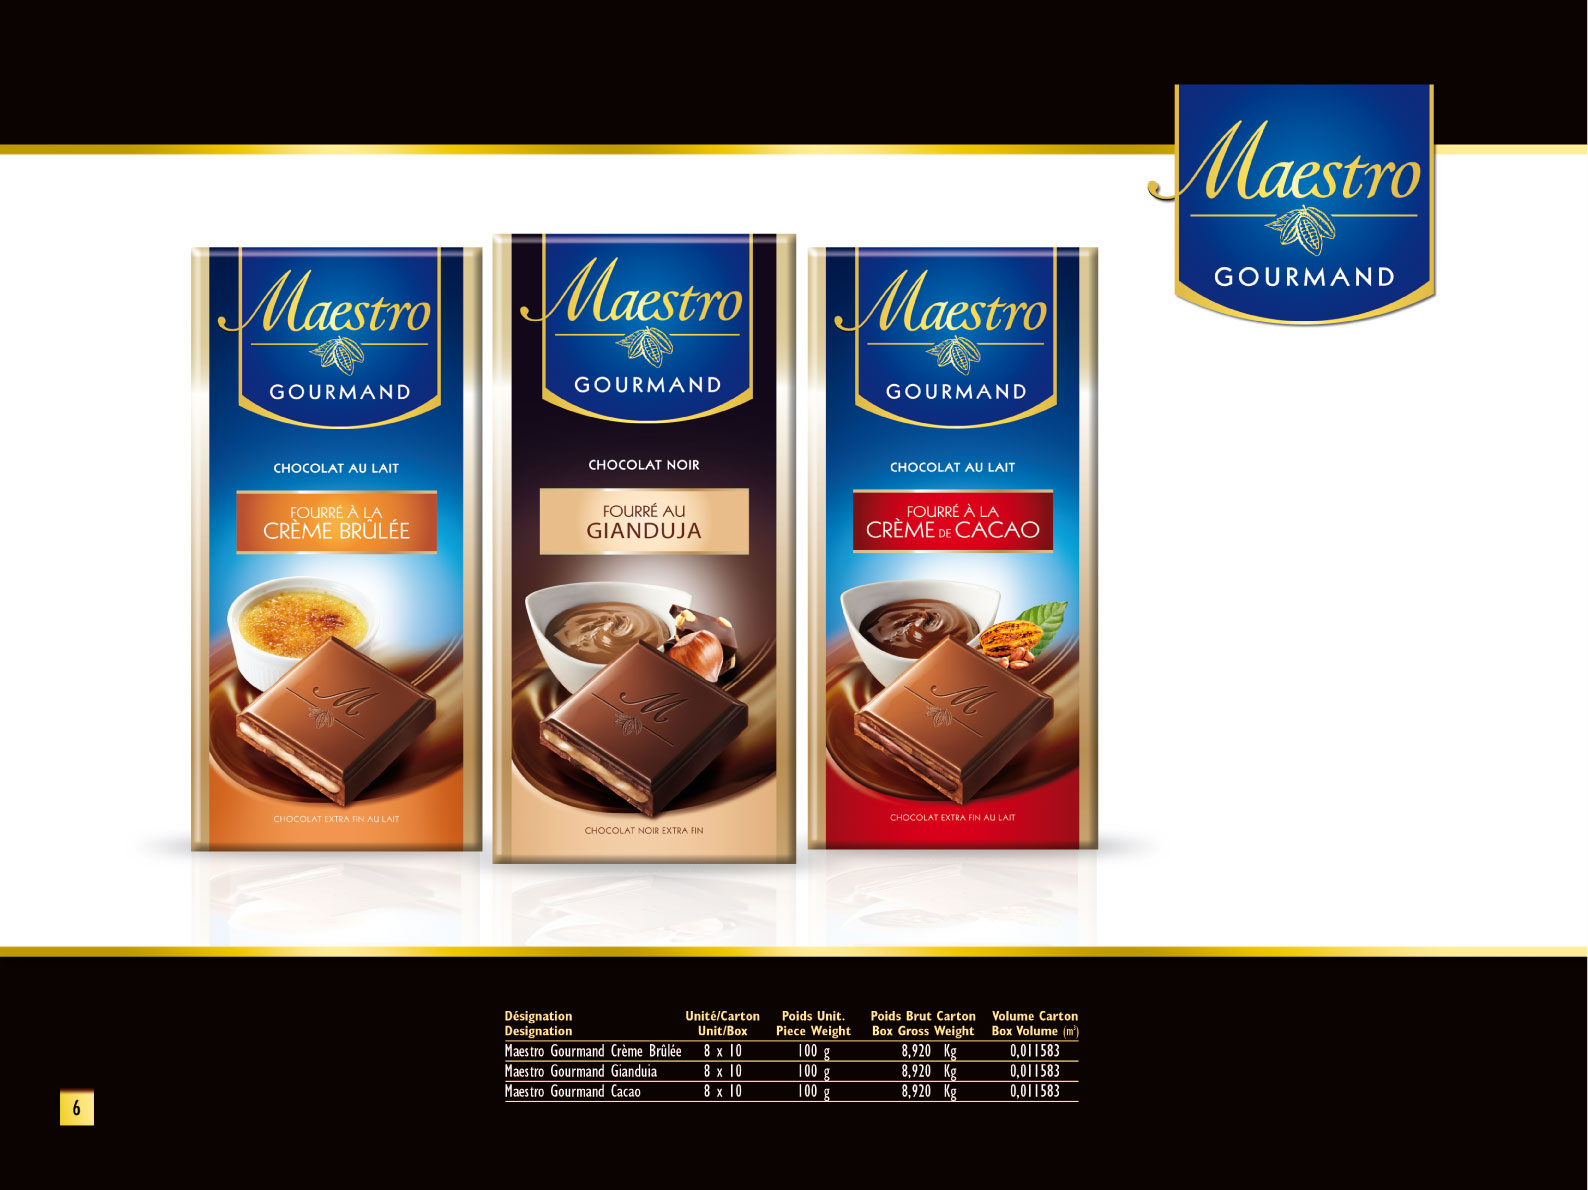 Maestro
GOURMAND
Maestro
GOURMAND
CHOCOLAT AU LAIT
FOURRÉ À LA
CRÈME BRÛLÉE
M
CHOCOLAT EXTRA FIN AU LAIT
Maestro
GOURMAND
CHOCOLAT NOIR
FOURRÉ AU
GIANDUJA
M
CHOCOLAT NOIR EXTRA FIN
Maestro
GOURMAND
CHOCOLAT AU LAIT
FOURRÉ À LA
CRÈME DE CACAO
M
CHOCOLAT EXTRA FIN AU LAIT
Désignation Unité/Carton Poids Unit. Poids Brut Carton Volume Carton
Designation Unit/Box Piece Weight Box Gross Weight Box Volume (m³)
Maestro Gourmand Crème Brûlée 8 x 10 100 g 8,920 Kg 0,011583
Maestro Gourmand Gianduia 8 x 10 100 g 8,920 Kg 0,011583
Maestro Gourmand Cacao 8 x 10 100 g 8,920 Kg 0,011583
6